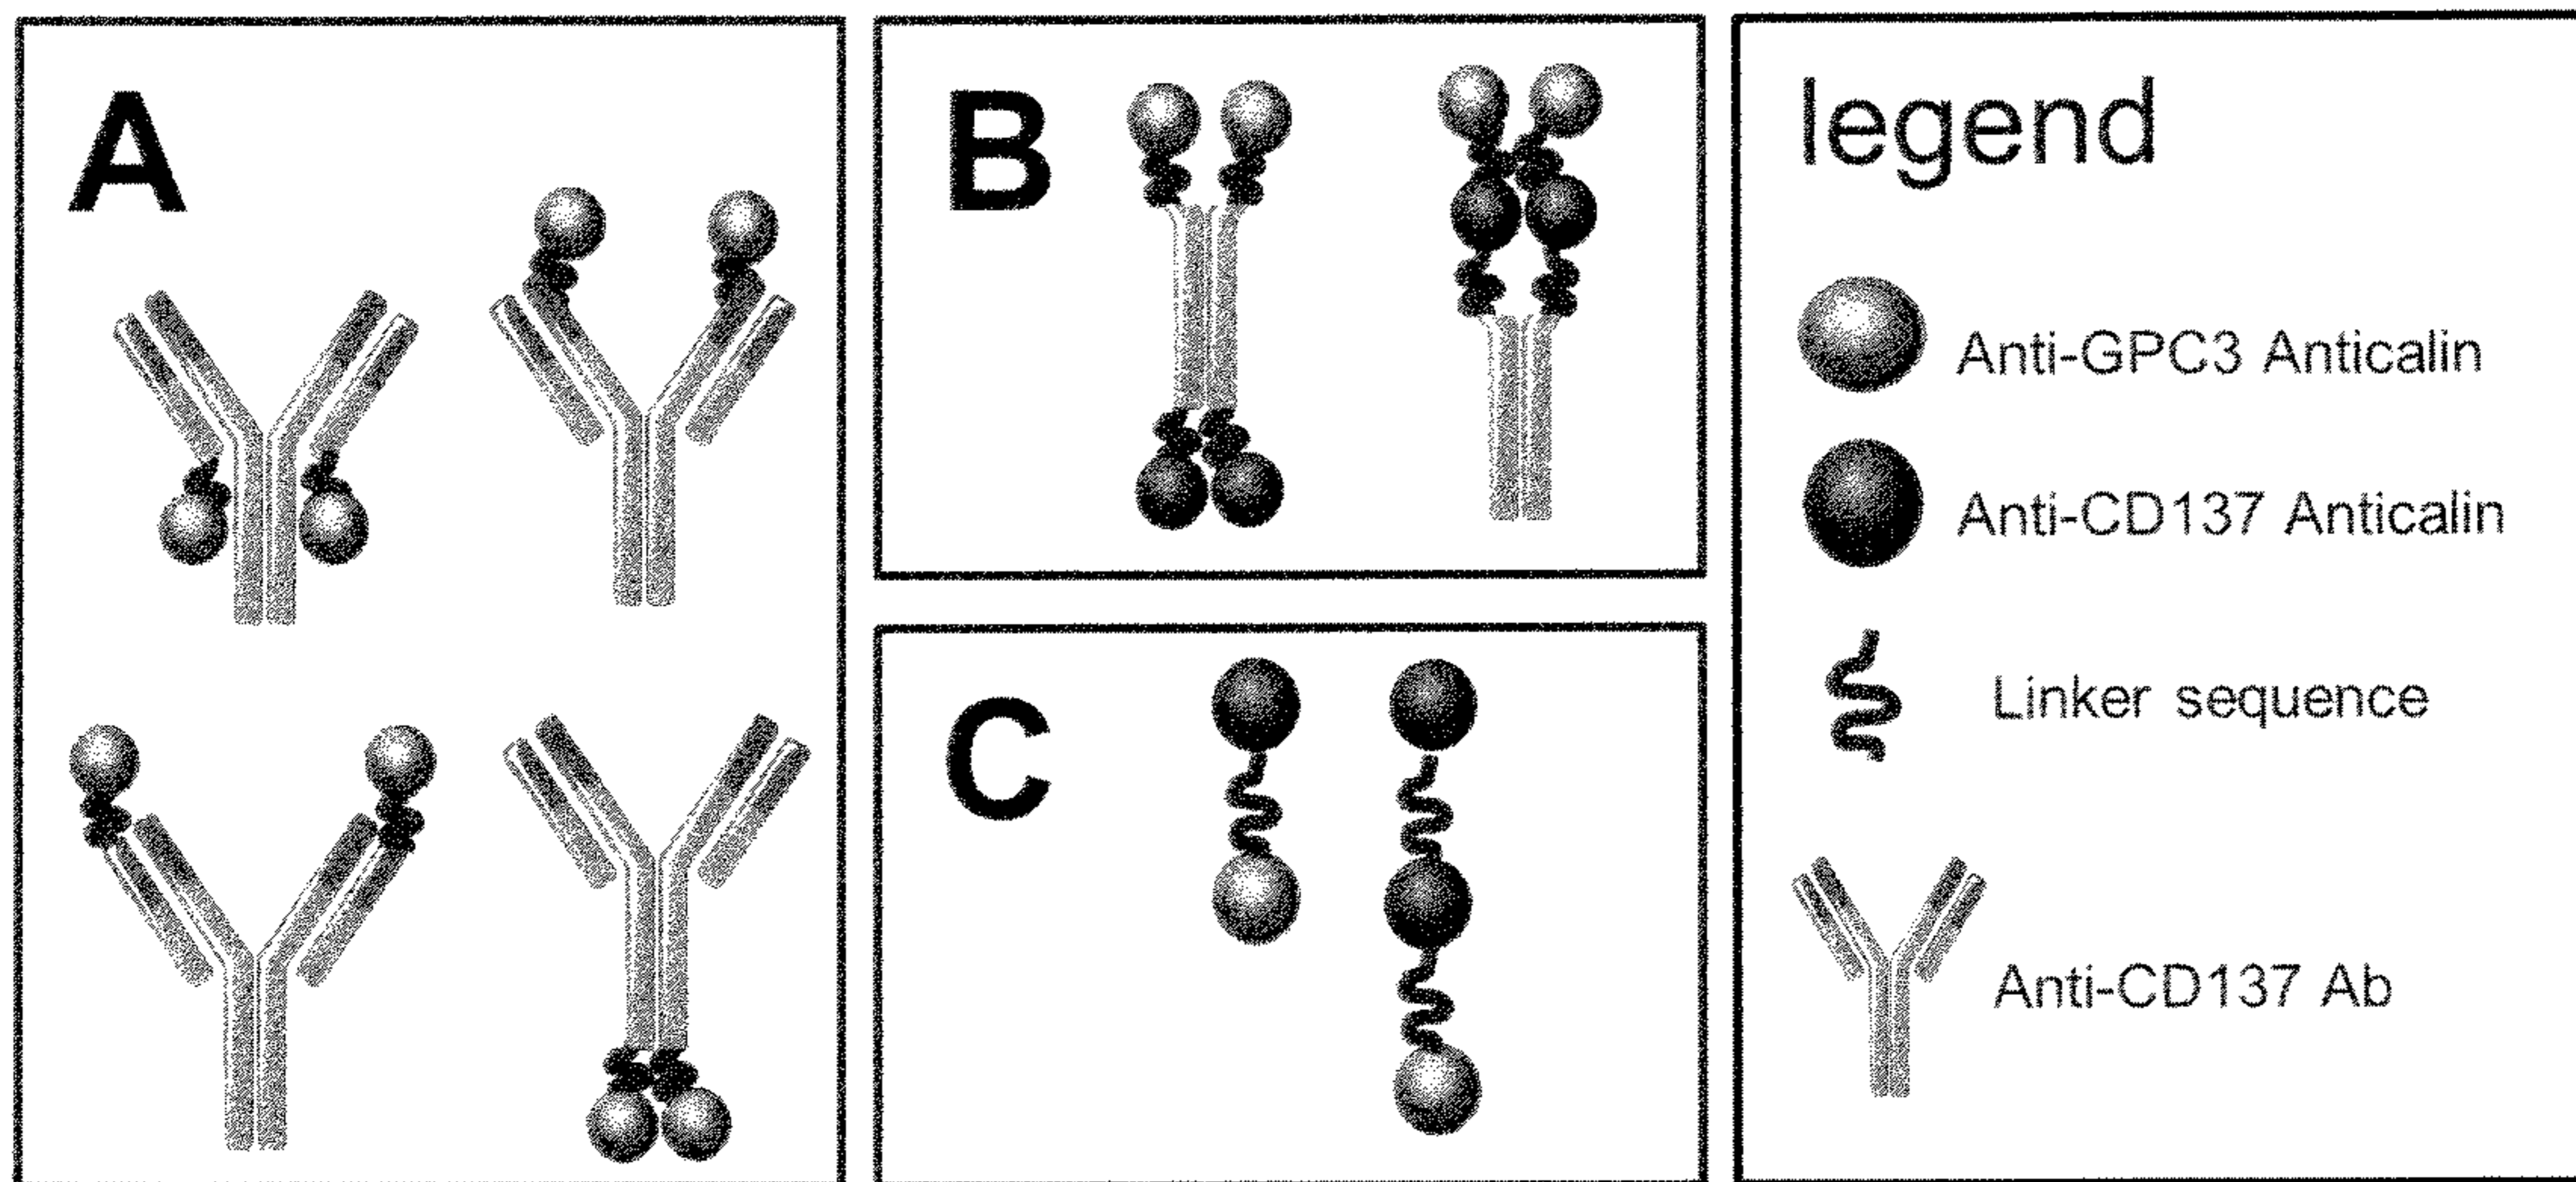 A
B
C
legend
Anti-GPC3 Anticalin
Anti-CD137 Anticalin
Linker sequence
Anti-CD137 Ab